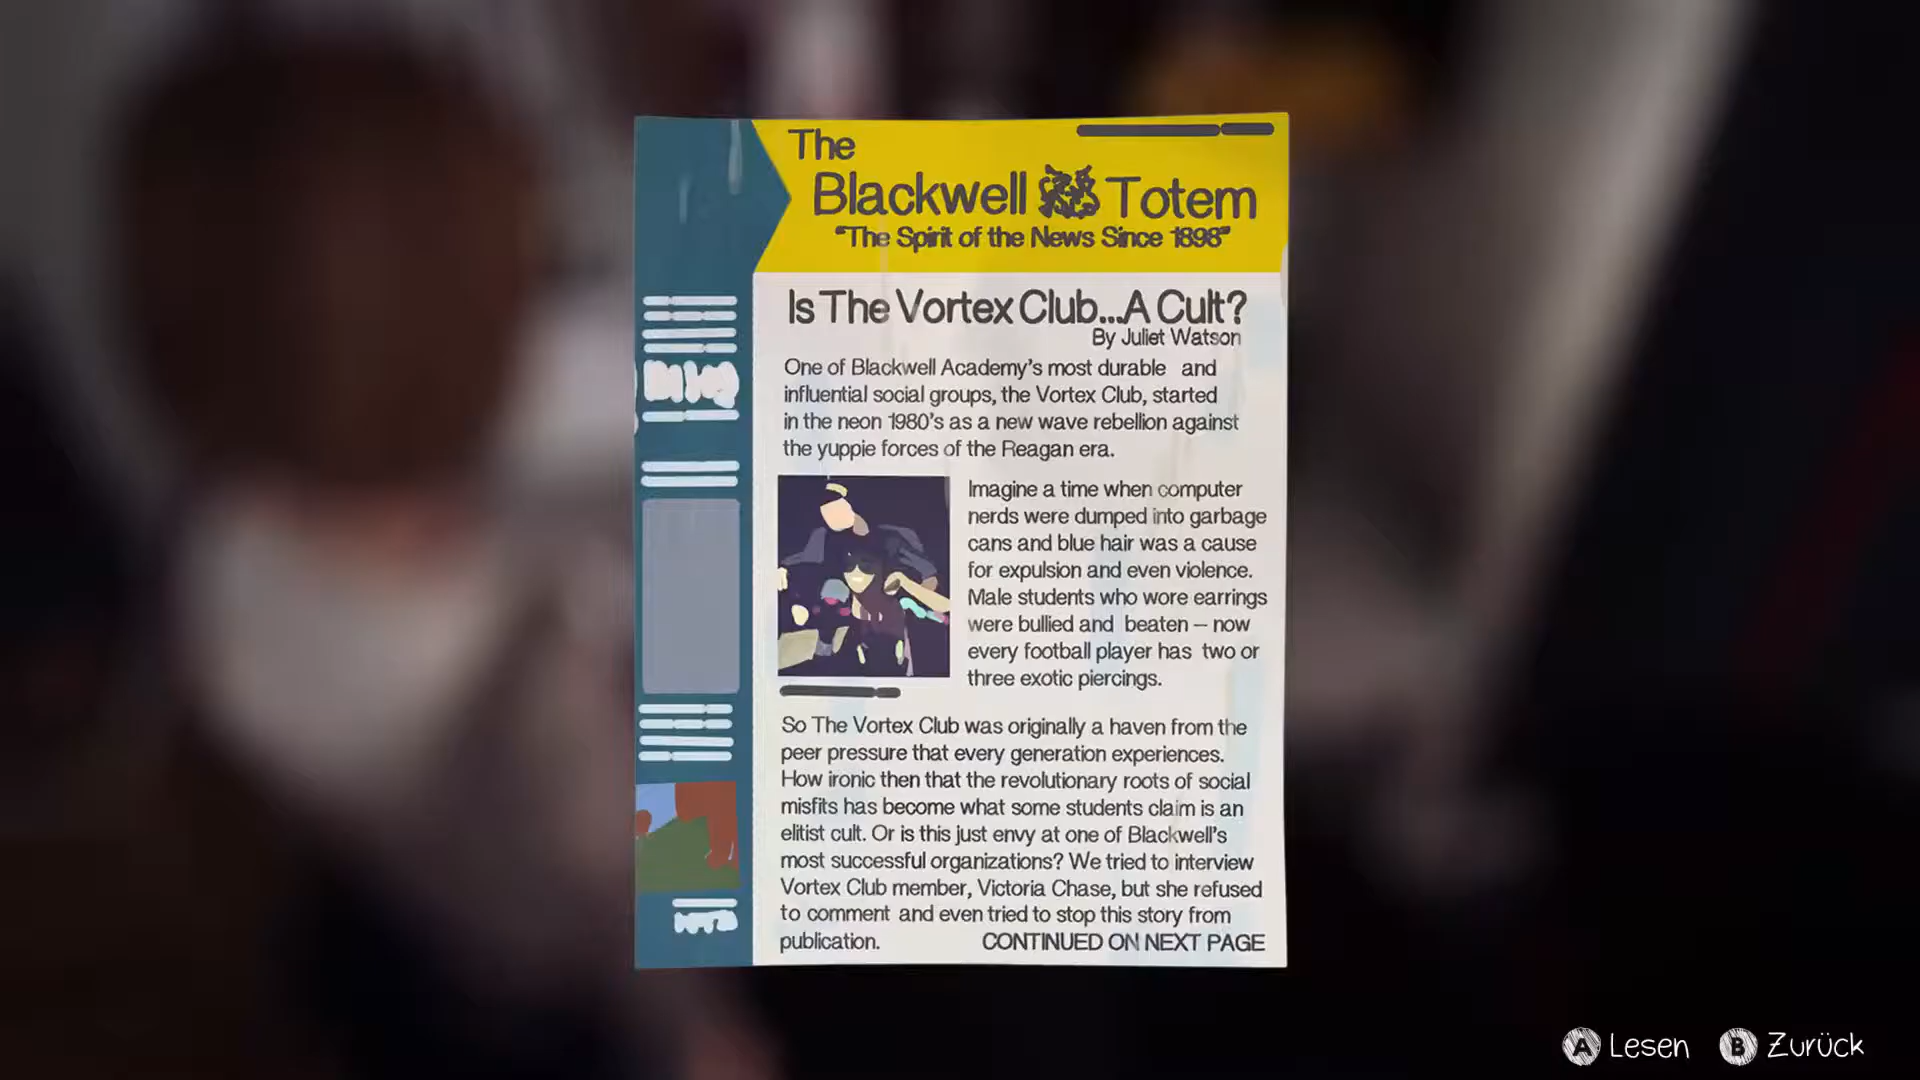 The
Blackwell Totem
"The Spirit of the News Since 1898"
Is The Vortex Club...A Cult?
By Juliet Watson
One of Blackwell Academy's most durable and
influential social groups, the Vortex Club, started
in the neon 1980's as a new wave rebellion against
the yuppie forces of the Reagan era.
Imagine a time when computer
nerds were dumped into garbage
cans and blue hair was a cause
for expulsion and even violence.
Male students who wore earrings
were bullied and beaten – now
every football player has two or
three exotic piercings.
So The Vortex Club was originally a haven from the
peer pressure that every generation experiences.
How ironic then that the revolutionary roots of social
misfits has become what some students claim is an
elitist cult. Or is this just envy at one of Blackwell's
most successful organizations? We tried to interview
Vortex Club member, Victoria Chase, but she refused
to comment and even tried to stop this story from
publication.
CONTINUED ON NEXT PAGE
A Lesen B Zurück